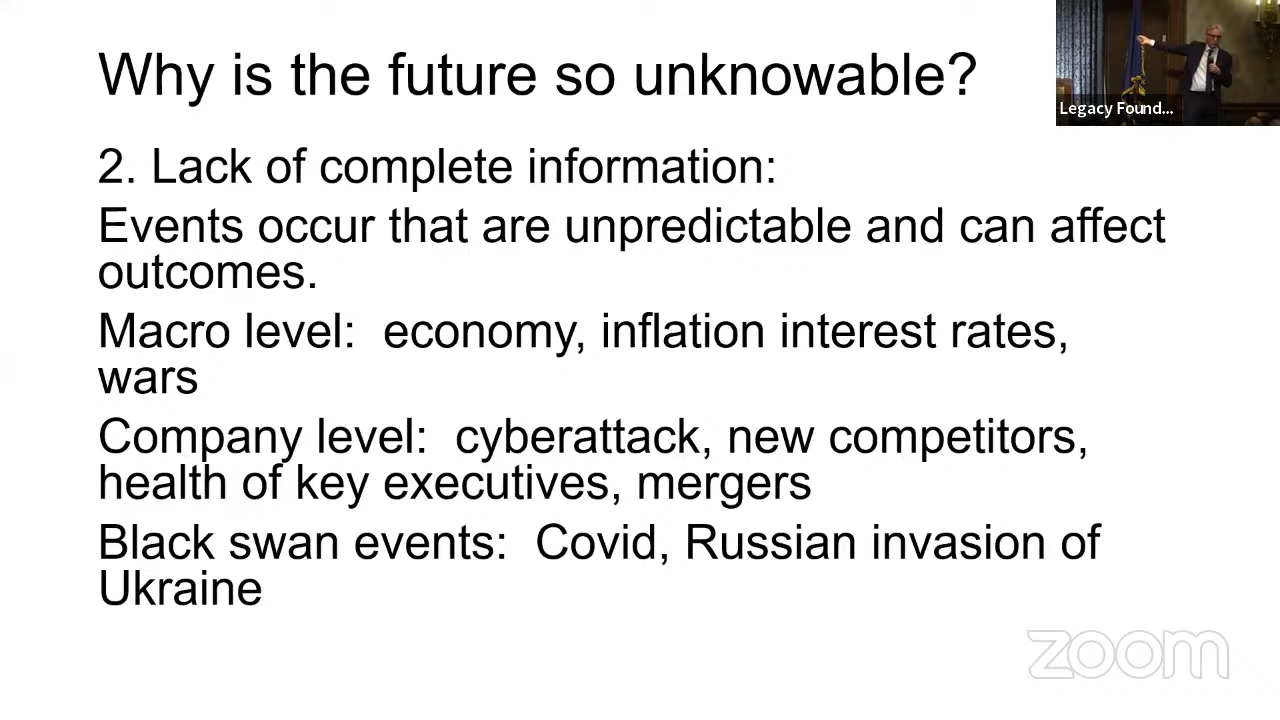 Why is the future so unknowable?
Legacy Found...
2. Lack of complete information:
Events occur that are unpredictable and can affect
outcomes.
Macro level:  economy, inflation interest rates,
wars
Company level:  cyberattack, new competitors,
health of key executives, mergers
Black swan events:  Covid, Russian invasion of
Ukraine
zoom